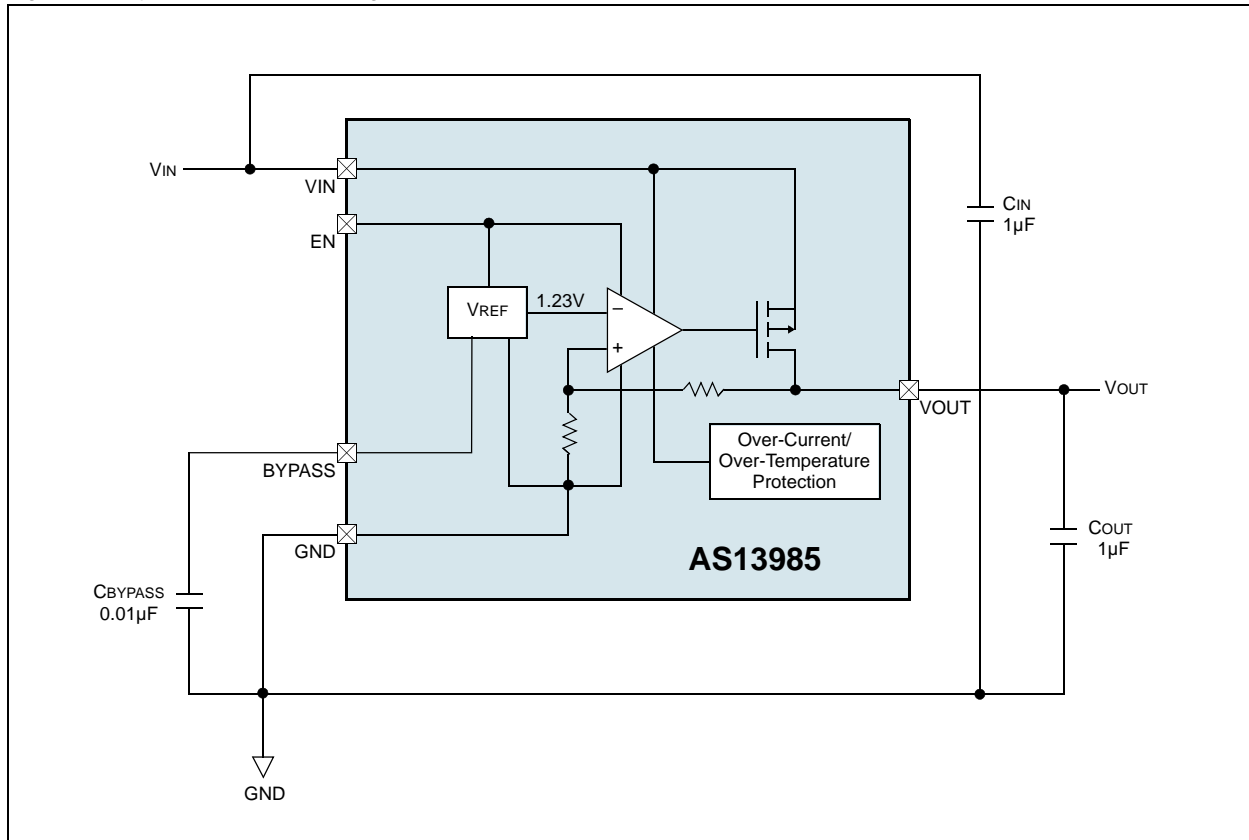 VIN
VIN
CIN
1µF
EN
VREF
1.23V
−
+
VOUT
VOUT
Over-Current/
Over-Temperature
Protection
BYPASS
GND
AS13985
COUT
1µF
CBYPASS
0.01µF
GND